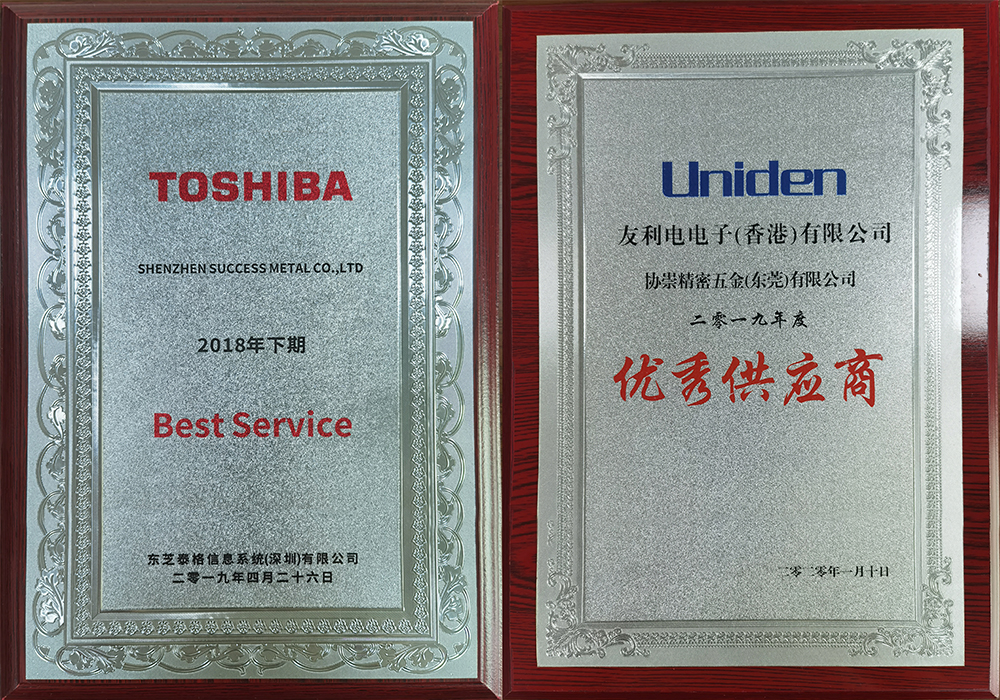 TOSHIBA
SHENZHEN SUCCESS METAL CO.,LTD
2018年下期
Best Service
东芝泰格信息系统(深圳)有限公司
二零一九年四月二十六日
Uniden
友利电电子(香港)有限公司
协崇精密五金(东莞)有限公司
二零一九年度
优秀供应商
二零二零年一月十日